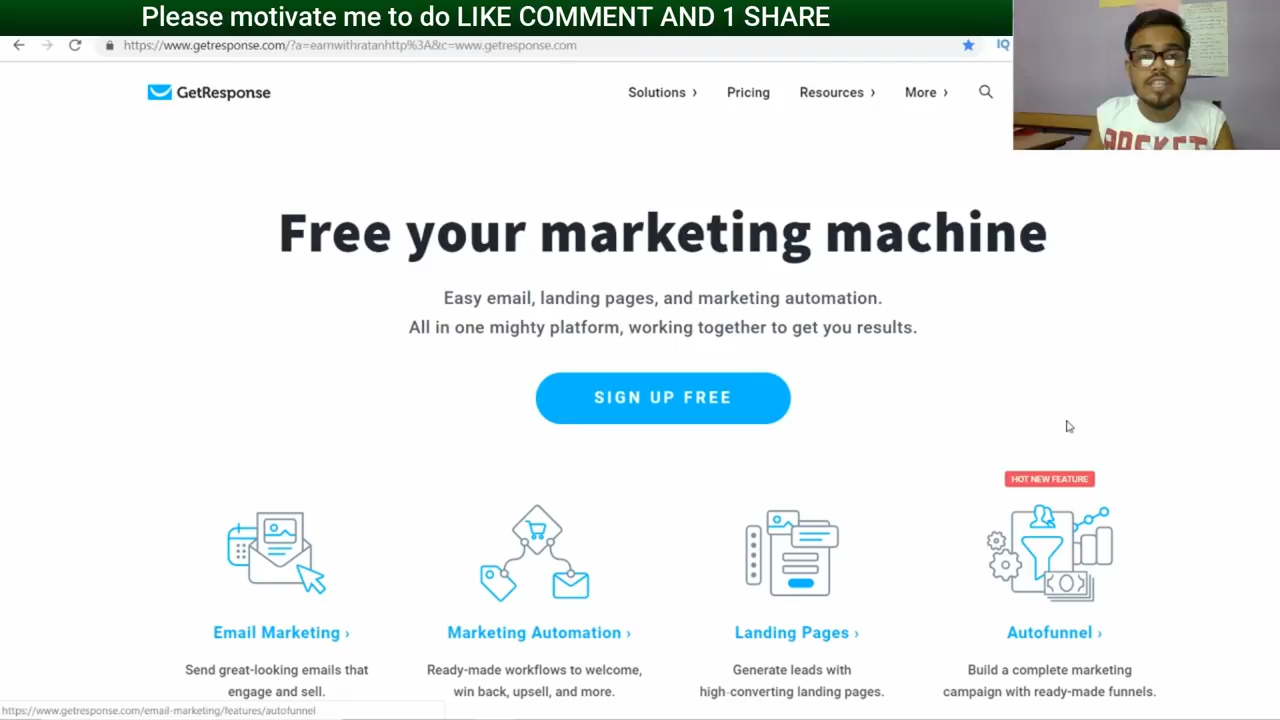 Please motivate me to do LIKE COMMENT AND 1 SHARE
https://www.getresponse.com/?a=earnwithratanhttp%3A&c=www.getresponse.com
IQ
GetResponse
Solutions ›
Pricing
Resources ›
More ›
BASKET
Free your marketing machine
Easy email, landing pages, and marketing automation.
All in one mighty platform, working together to get you results.
SIGN UP FREE
HOT NEW FEATURE
Email Marketing ›
Send great-looking emails that
engage and sell.
Marketing Automation ›
Ready-made workflows to welcome,
win back, upsell, and more.
Landing Pages ›
Generate leads with
high-converting landing pages.
Autofunnel ›
Build a complete marketing
campaign with ready-made funnels.
https://www.getresponse.com/email-marketing/features/autofunnel